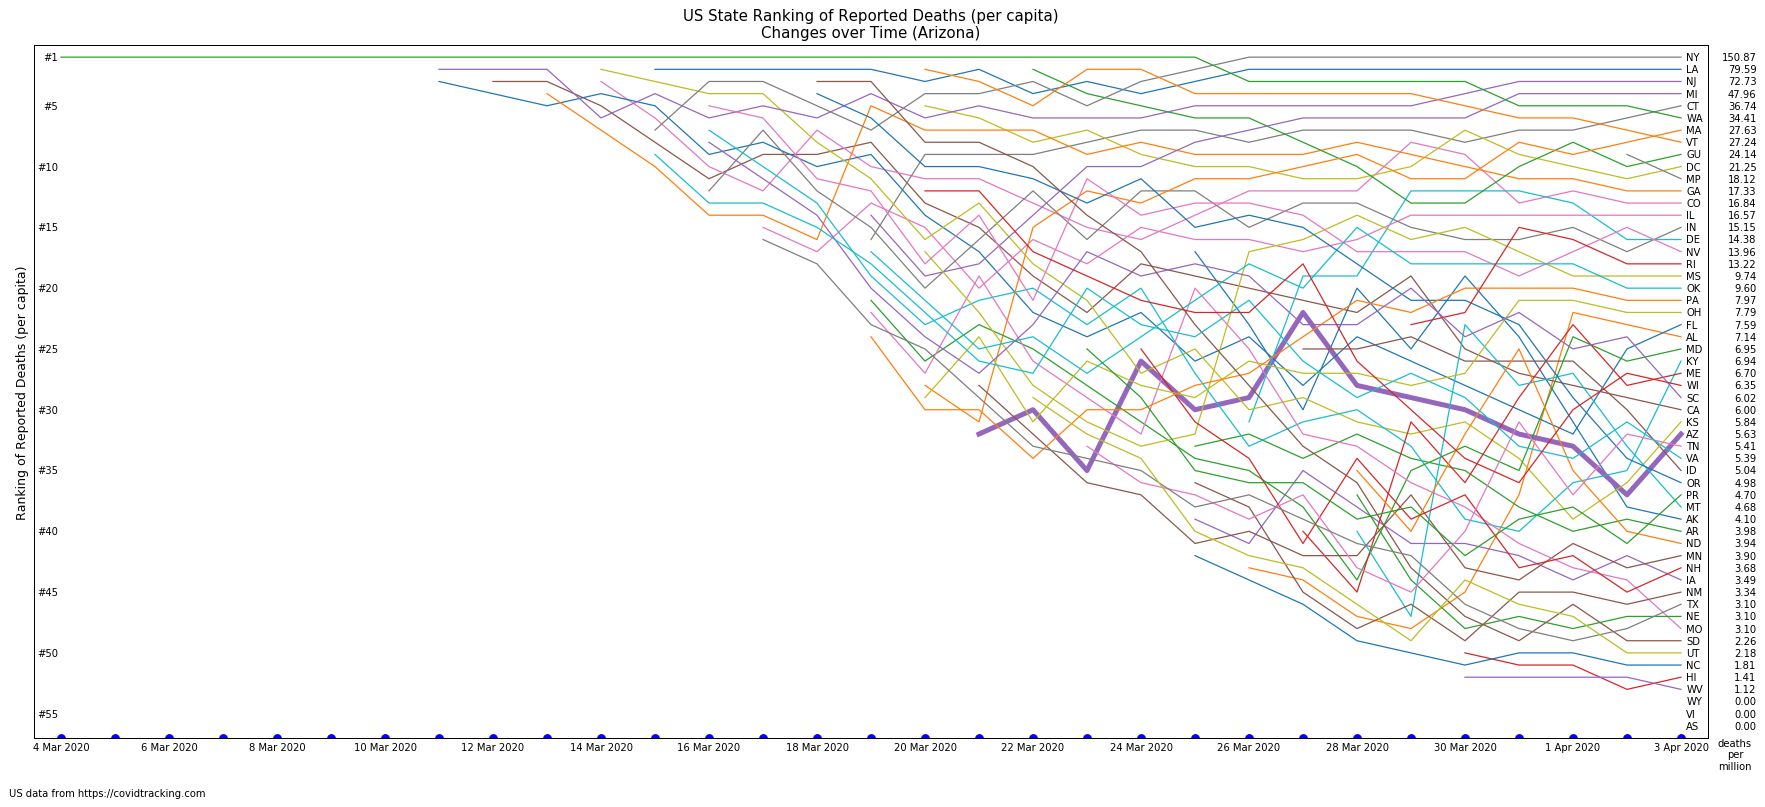 US State Ranking of Reported Deaths (per capita)
Changes over Time (Arizona)
Ranking of Reported Deaths (per capita)
#1
#5
#10
#15
#20
#25
#30
#35
#40
#45
#50
#55
NY 150.87
LA 79.59
NJ 72.73
MI 47.96
CT 36.74
WA 34.41
MA 27.63
VT 27.24
GU 24.14
DC 21.25
MP 18.12
GA 17.33
CO 16.84
IL 16.57
IN 15.15
DE 14.38
NV 13.96
RI 13.22
MS 9.74
OK 9.60
PA 7.97
OH 7.79
FL 7.59
AL 7.14
MD 6.95
KY 6.94
ME 6.70
WI 6.35
SC 6.02
CA 6.00
KS 5.84
AZ 5.63
TN 5.41
VA 5.39
ID 5.04
OR 4.98
PR 4.70
MT 4.68
AK 4.10
AR 3.98
ND 3.94
MN 3.90
NH 3.68
IA 3.49
NM 3.34
TX 3.10
NE 3.10
MO 3.10
SD 2.26
UT 2.18
NC 1.81
HI 1.41
WV 1.12
WY 0.00
VI 0.00
AS 0.00
4 Mar 2020 6 Mar 2020 8 Mar 2020 10 Mar 2020 12 Mar 2020 14 Mar 2020 16 Mar 2020 18 Mar 2020 20 Mar 2020 22 Mar 2020 24 Mar 2020 26 Mar 2020 28 Mar 2020 30 Mar 2020 1 Apr 2020 3 Apr 2020
deaths
per
million
US data from https://covidtracking.com